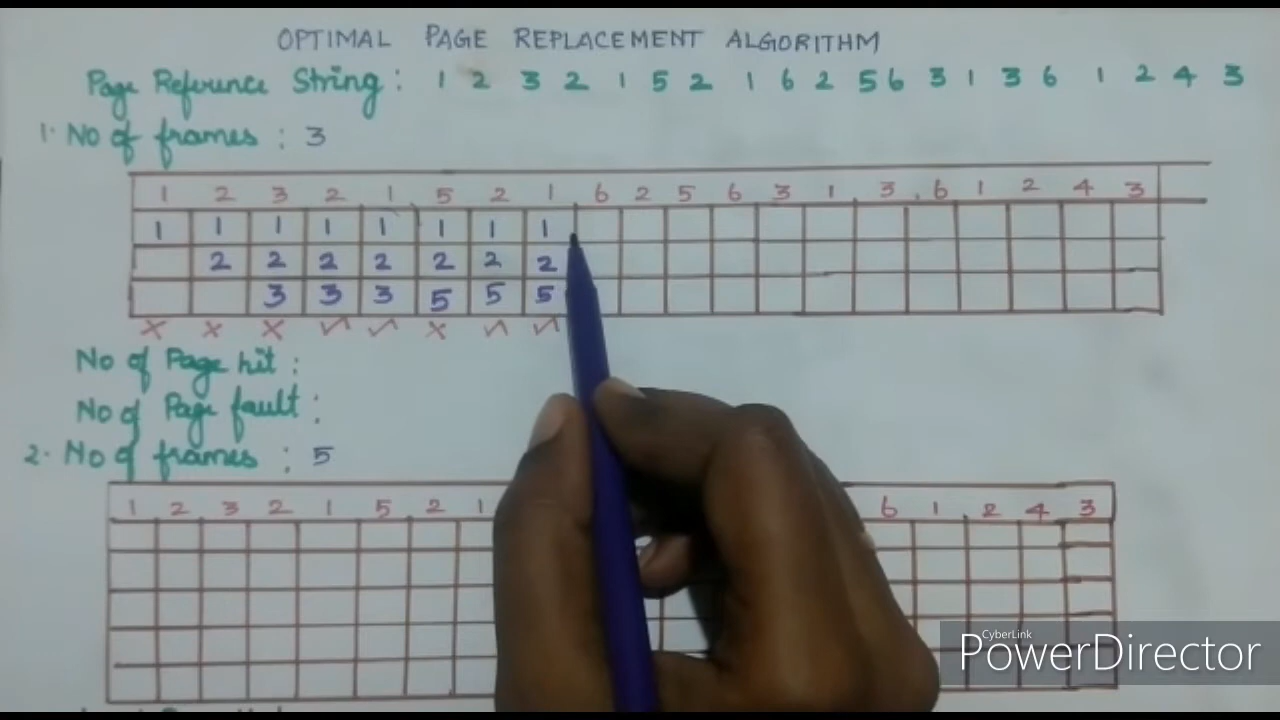 OPTIMAL PAGE REPLACEMENT ALGORITHM
Page Reference String : 1 2 3 2 1 5 2 1 6 2 5 6 3 1 3 6 1 2 4 3
1. No of frames : 3
1 2 3 2 1 5 2 1 6 2 5 6 3 1 3 6 1 2 4 3
1 1 1 1 1 1 1 1
2 2 2 2 2 2 2
3 3 3 5 5 5
✗ ✗ ✗ ✓ ✓ ✗ ✓ ✓
No of Page hit :
No of Page fault :
2. No of frames : 5
1 2 3 2 1 5 2 1 6 1 2 4 3
CyberLink
PowerDirector